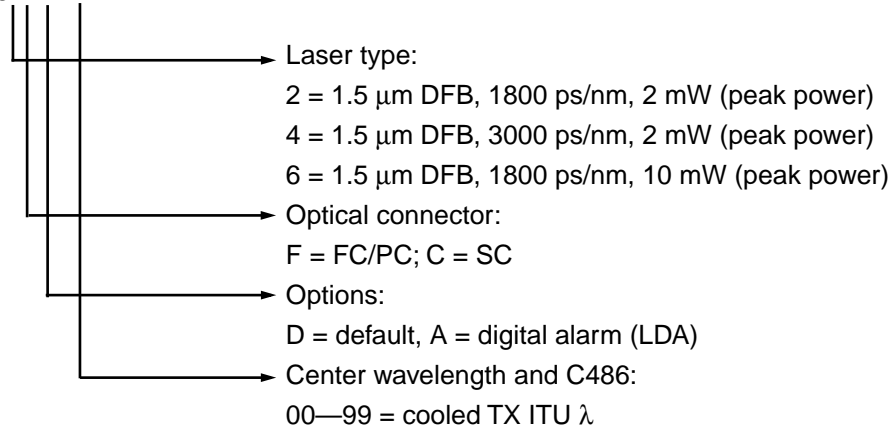 Laser type:
2 = 1.5 μm DFB, 1800 ps/nm, 2 mW (peak power)
4 = 1.5 μm DFB, 3000 ps/nm, 2 mW (peak power)
6 = 1.5 μm DFB, 1800 ps/nm, 10 mW (peak power)
Optical connector:
F = FC/PC; C = SC
Options:
D = default, A = digital alarm (LDA)
Center wavelength and C486:
00—99 = cooled TX ITU λ